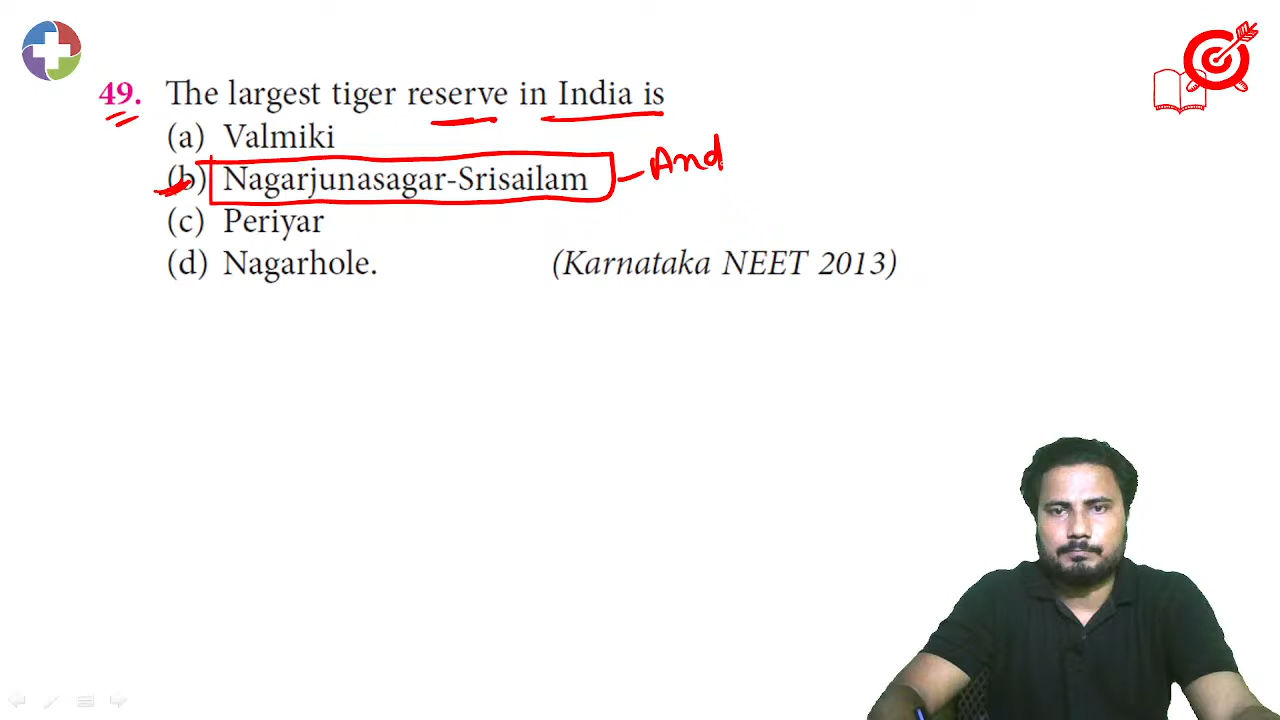 49. The largest tiger reserve in India is
(a) Valmiki
(b) Nagarjunasagar-Srisailam - And
(c) Periyar
(d) Nagarhole. (Karnataka NEET 2013)